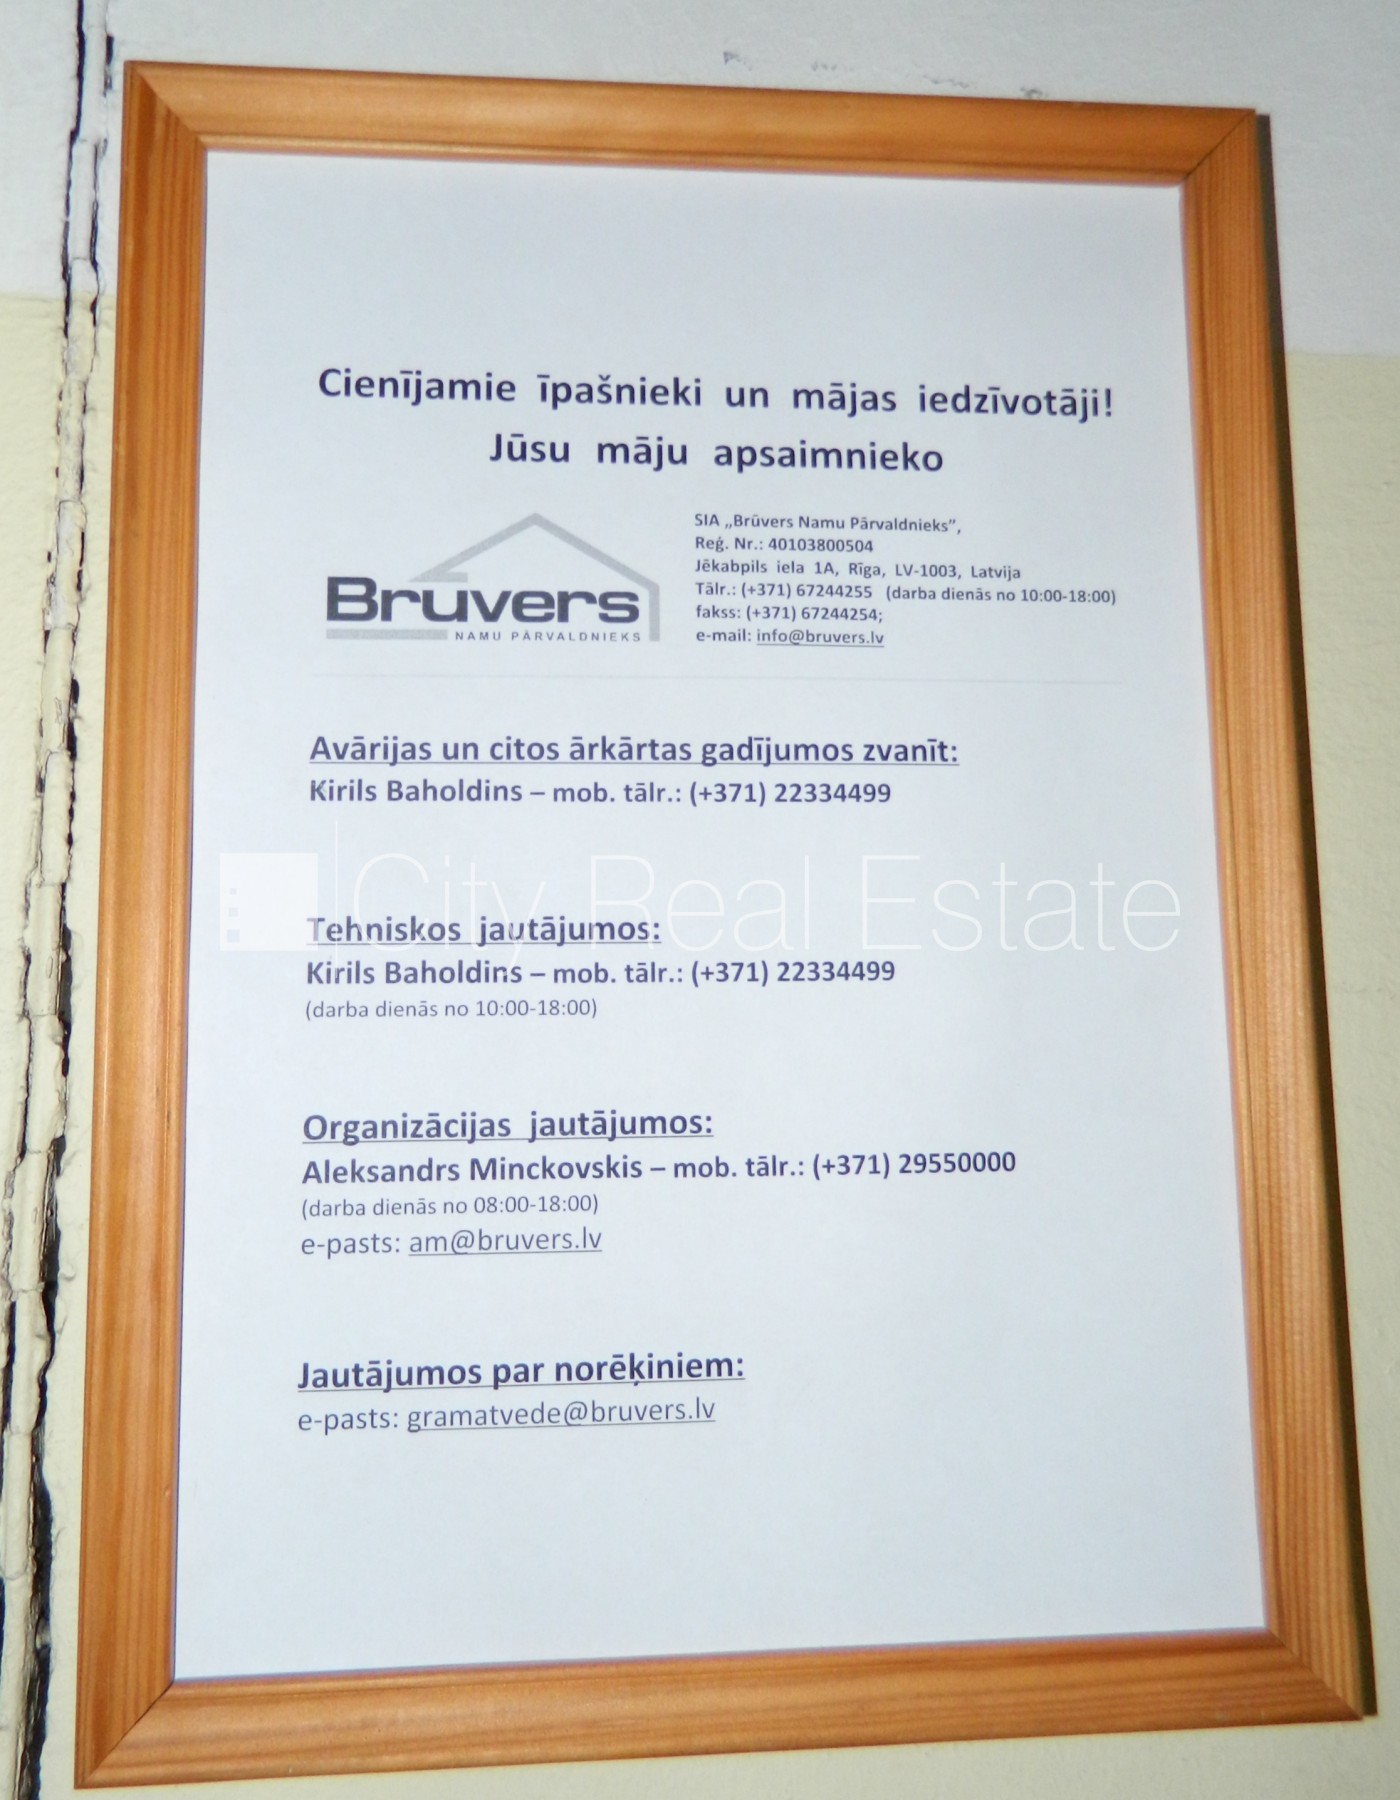 Cienījamie īpašnieki un mājas iedzīvotāji!
Jūsu māju apsaimnieko
Brūvers
NAMU PĀRVALDNIEKS
SIA „Brūvers Namu Pārvaldnieks”,
Reģ. Nr.: 40103800504
Jēkabpils iela 1A, Rīga, LV-1003, Latvija
Tālr.: (+371) 67244255 (darba dienās no 10:00-18:00)
fakss: (+371) 67244254;
e-mail: info@bruvers.lv
Avārijas un citos ārkārtas gadījumos zvanīt:
Kirils Baholdins – mob. tālr.: (+371) 22334499
City Real Estate
Tehniskos jautājumos:
Kirils Baholdins – mob. tālr.: (+371) 22334499
(darba dienās no 10:00-18:00)
Organizācijas jautājumos:
Aleksandrs Minckovskis – mob. tālr.: (+371) 29550000
(darba dienās no 08:00-18:00)
e-pasts: am@bruvers.lv
Jautājumos par norēķiniem:
e-pasts: gramatvede@bruvers.lv